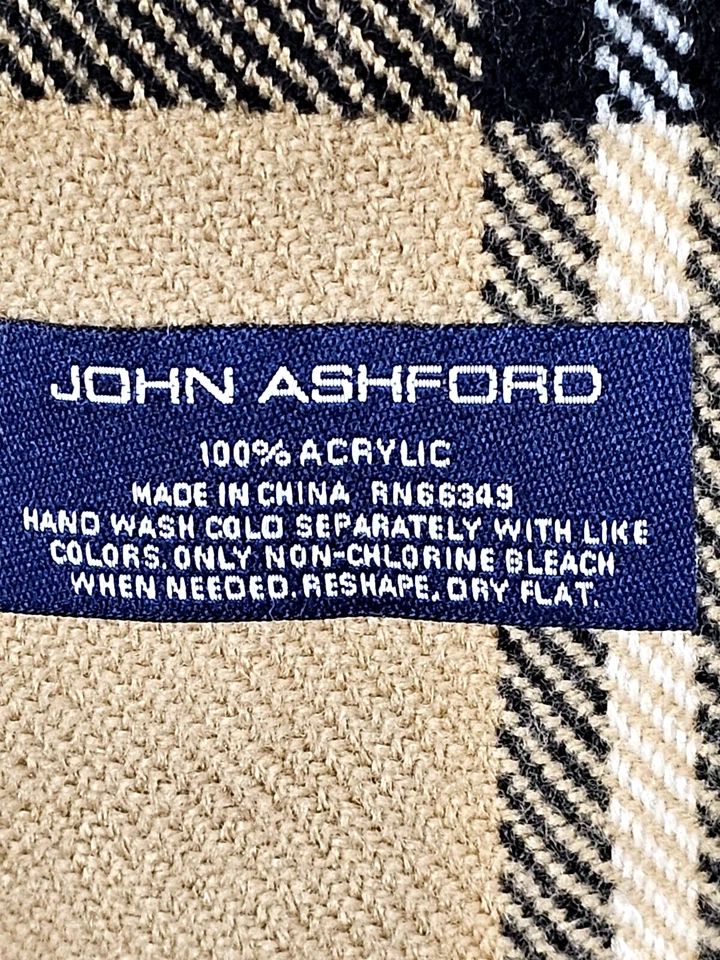 JOHN ASHFORD
100% ACRYLIC
MADE IN CHINA RN66349
HAND WASH COLD SEPARATELY WITH LIKE
COLORS. ONLY NON-CHLORINE BLEACH
WHEN NEEDED. RESHAPE, DRY FLAT.